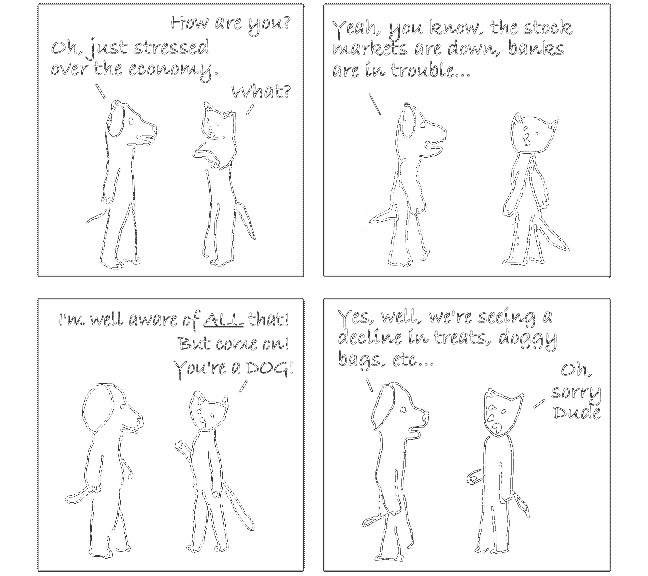 How are you?
Oh, just stressed
over the economy.
What?
Yeah, you know, the stock
markets are down, banks
are in trouble...
I'm well aware of ALL that!
But come on!
You're a DOG!
Yes, well, we're seeing a
decline in treats, doggy
bags, etc...
Oh,
sorry
Dude